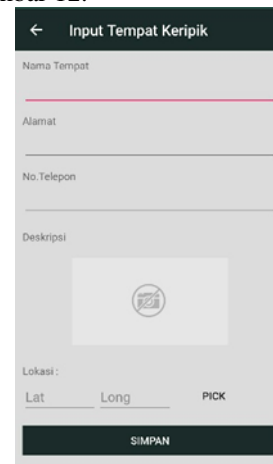 Input Tempat Keripik
Nama Tempat
Alamat
No.Telepon
Deskripsi
Lokasi :
Lat Long PICK
SIMPAN